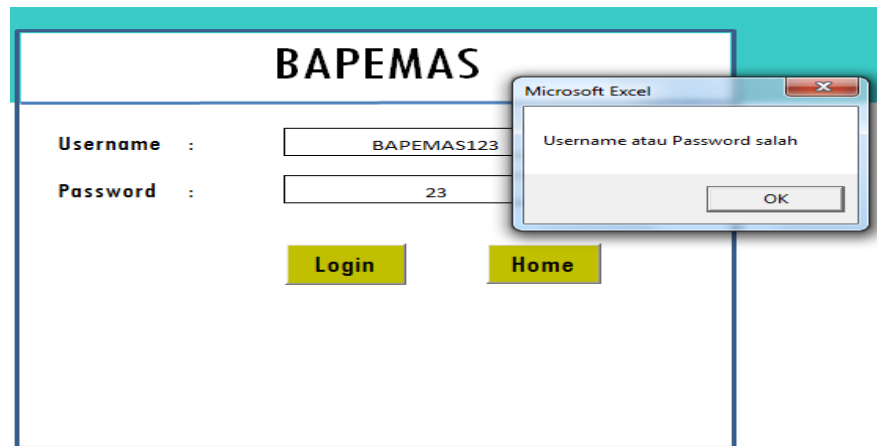 BAPEMAS
Microsoft Excel
Username : BAPEMAS123
Username atau Password salah
Password : 23
OK
Login Home